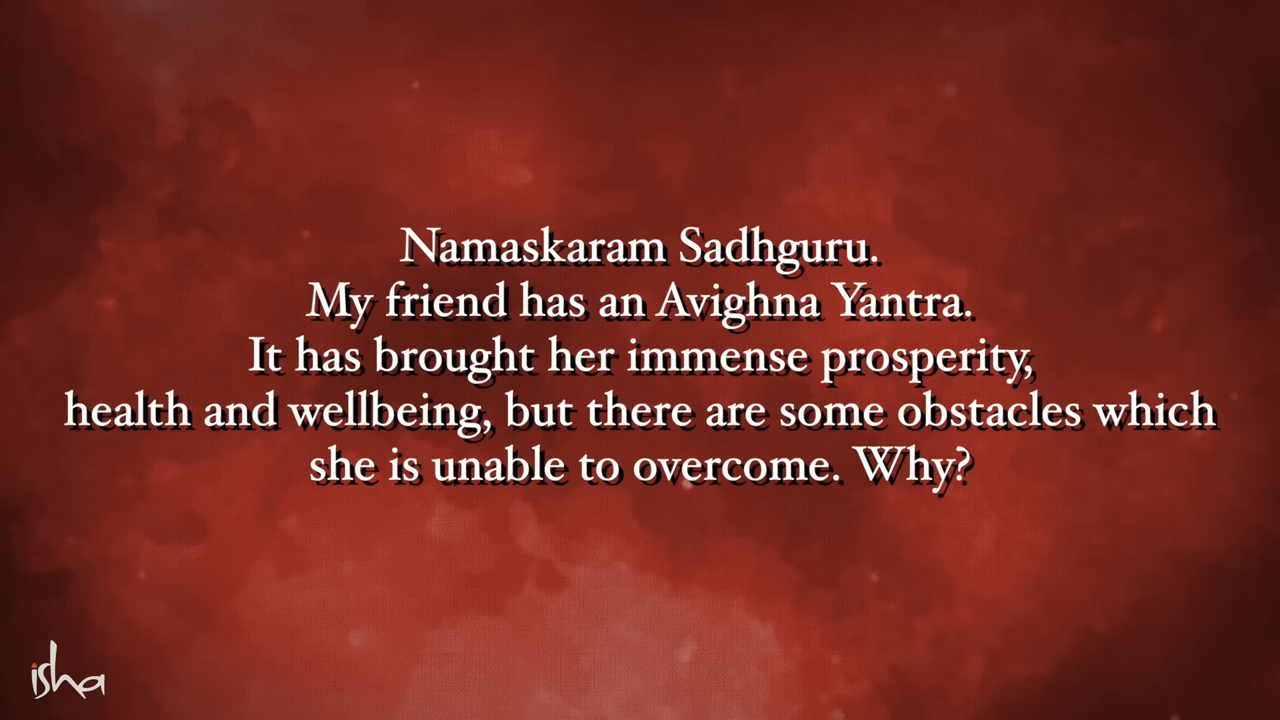 Namaskaram Sadhguru.
My friend has an Avighna Yantra.
It has brought her immense prosperity,
health and wellbeing, but there are some obstacles which
she is unable to overcome. Why?
isha